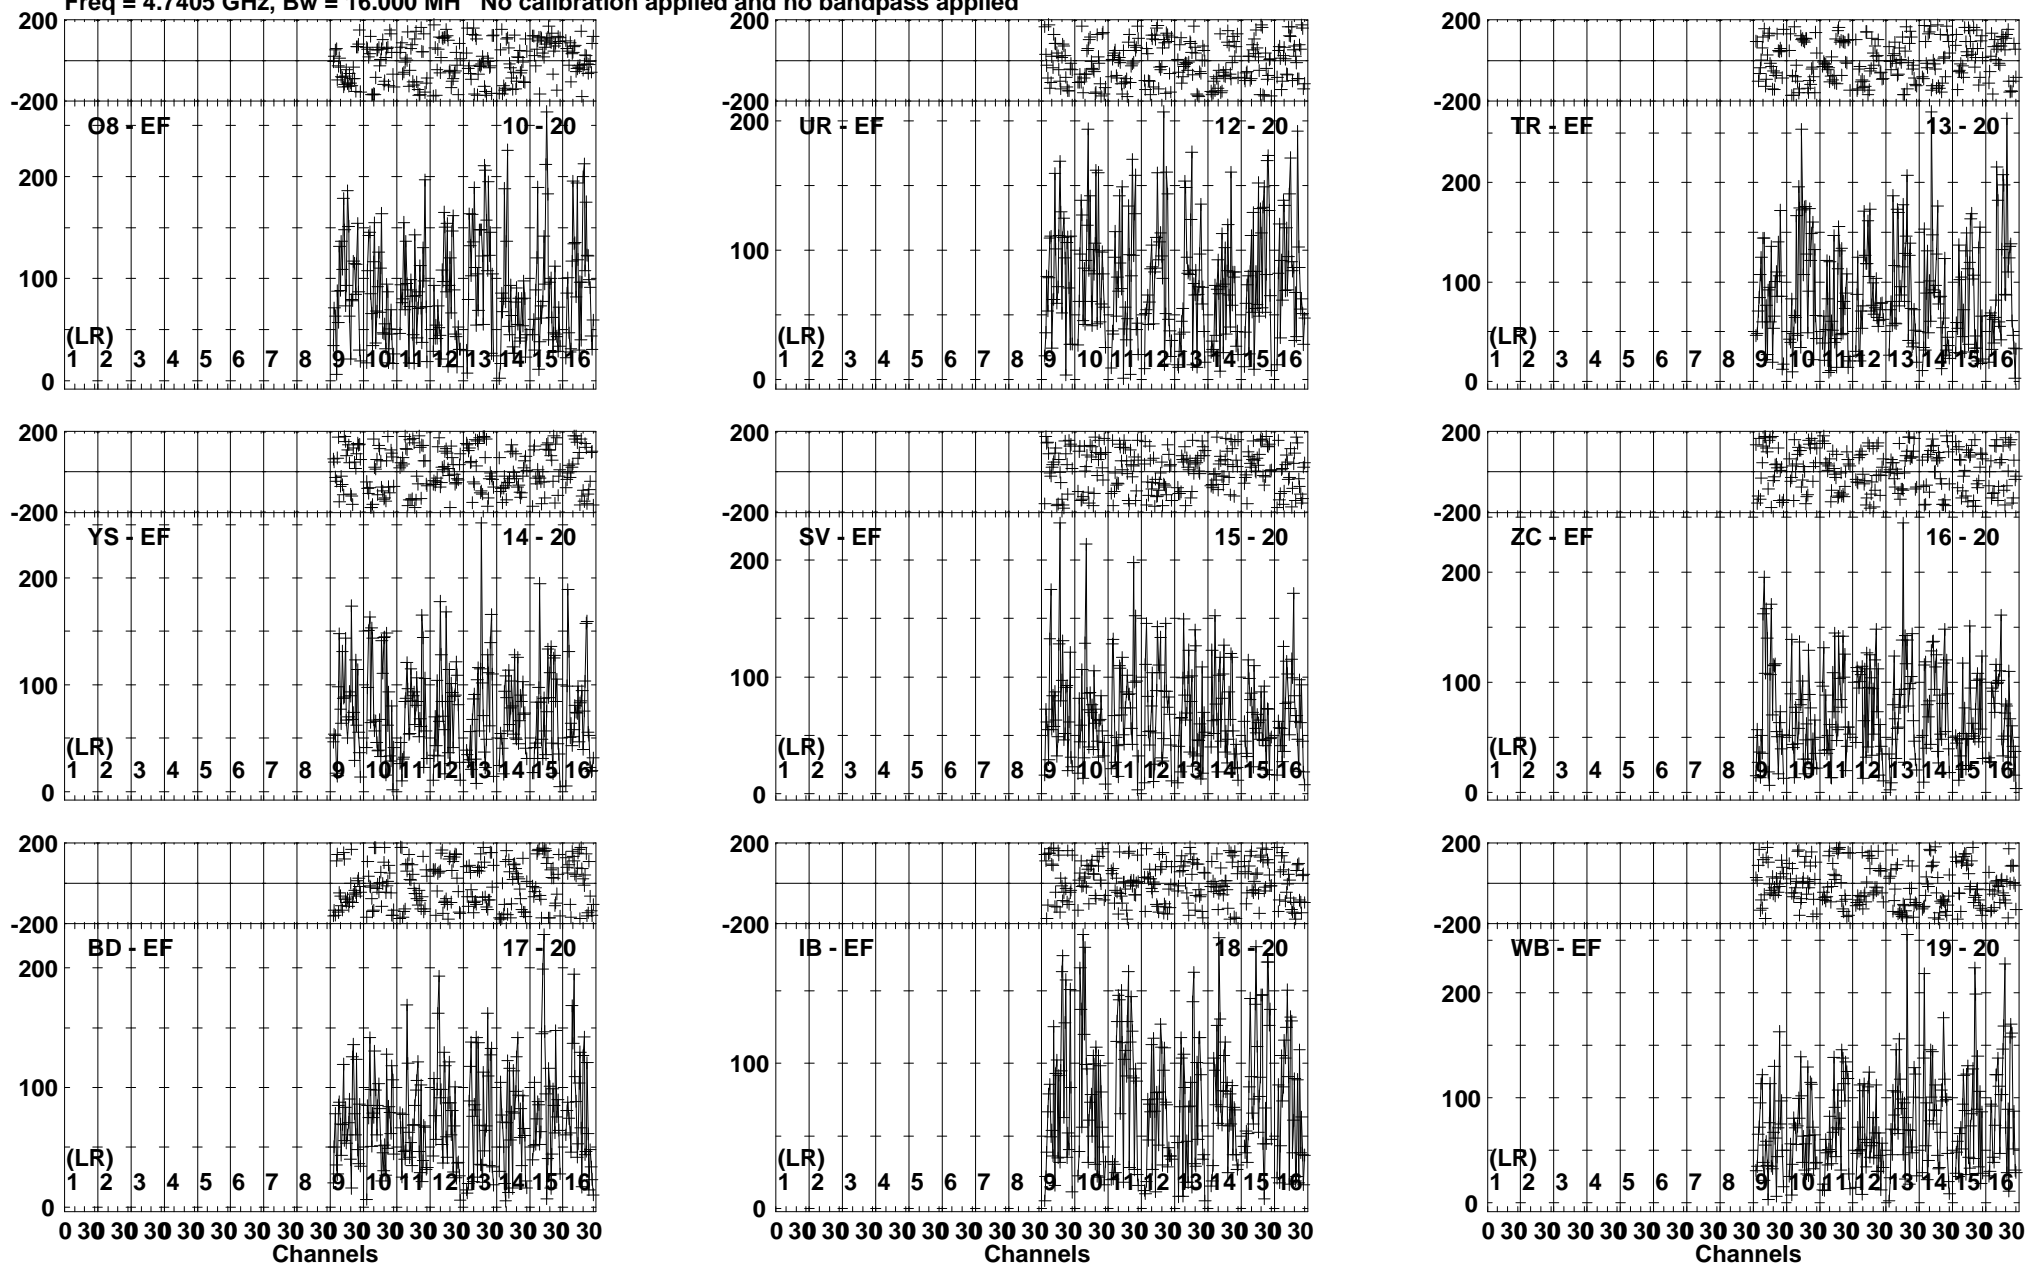 Freq = 4.7405 GHz, Bw = 16.000 MH No calibration applied and no bandpass applied
200 200 200
-200 -200 -200
O8 - EF 10 - 20 UR - EF 12 - 20 TR - EF 13 - 20
200 200 200
100 100 100
(LR) (LR) (LR)
1 2 3 4 5 6 7 8 9 10 11 12 13 14 15 16 1 2 3 4 5 6 7 8 9 10 11 12 13 14 15 16 1 2 3 4 5 6 7 8 9 10 11 12 13 14 15 16
0 0 0
200 200 200
-200 -200 -200
YS - EF 14 - 20 SV - EF 15 - 20 ZC - EF 16 - 20
200 200 200
100 100 100
(LR) (LR) (LR)
1 2 3 4 5 6 7 8 9 10 11 12 13 14 15 16 1 2 3 4 5 6 7 8 9 10 11 12 13 14 15 16 1 2 3 4 5 6 7 8 9 10 11 12 13 14 15 16
0 0 0
200 200 200
-200 -200 -200
BD - EF 17 - 20 IB - EF 18 - 20 WB - EF 19 - 20
200 200
100 100 100
(LR) (LR) (LR)
1 2 3 4 5 6 7 8 9 10 11 12 13 14 15 16 1 2 3 4 5 6 7 8 9 10 11 12 13 14 15 16 1 2 3 4 5 6 7 8 9 10 11 12 13 14 15 16
0 0 0
0 30 30 30 30 30 30 30 30 30 30 30 30 30 30 30 30 0 30 30 30 30 30 30 30 30 30 30 30 30 30 30 30 30 0 30 30 30 30 30 30 30 30 30 30 30 30 30 30 30 30
Channels Channels Channels